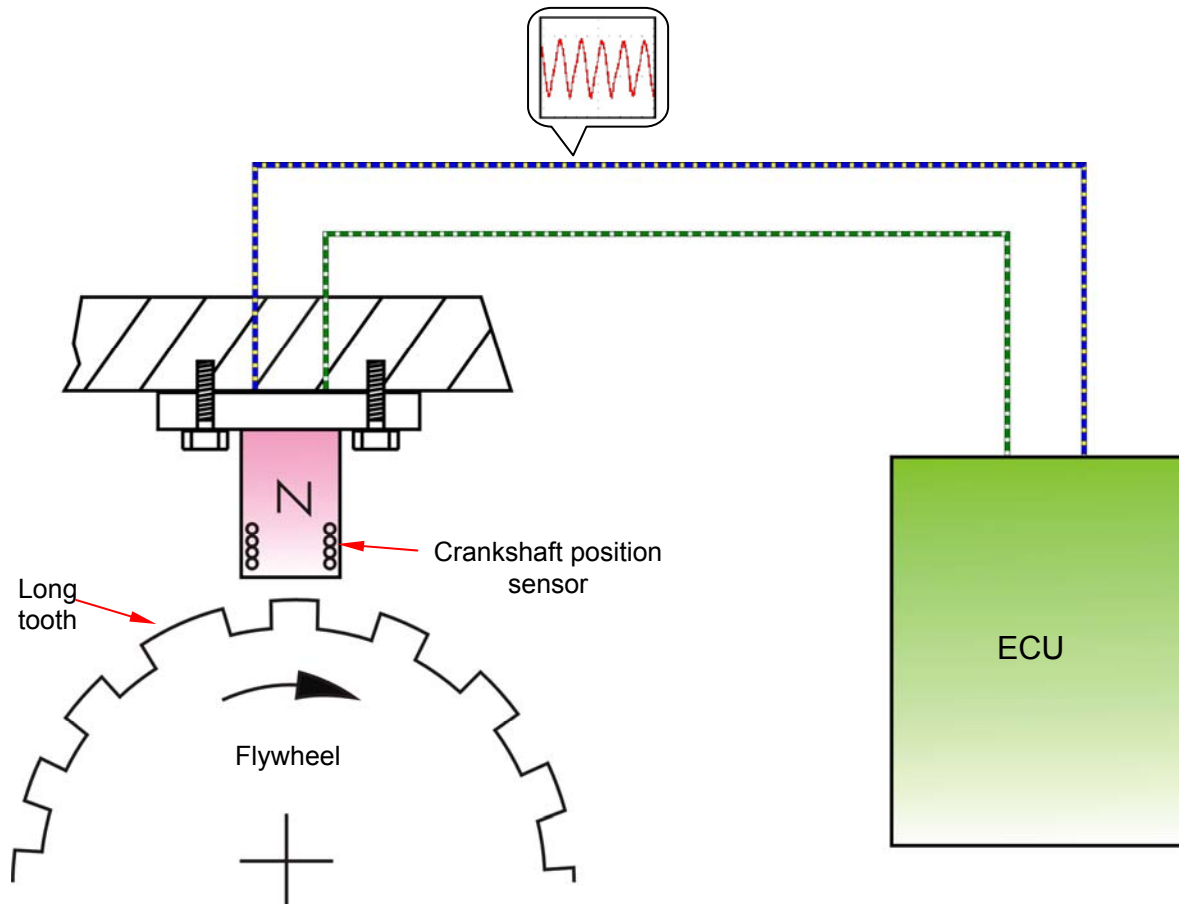 N
Crankshaft position
sensor
Long
tooth
ECU
Flywheel